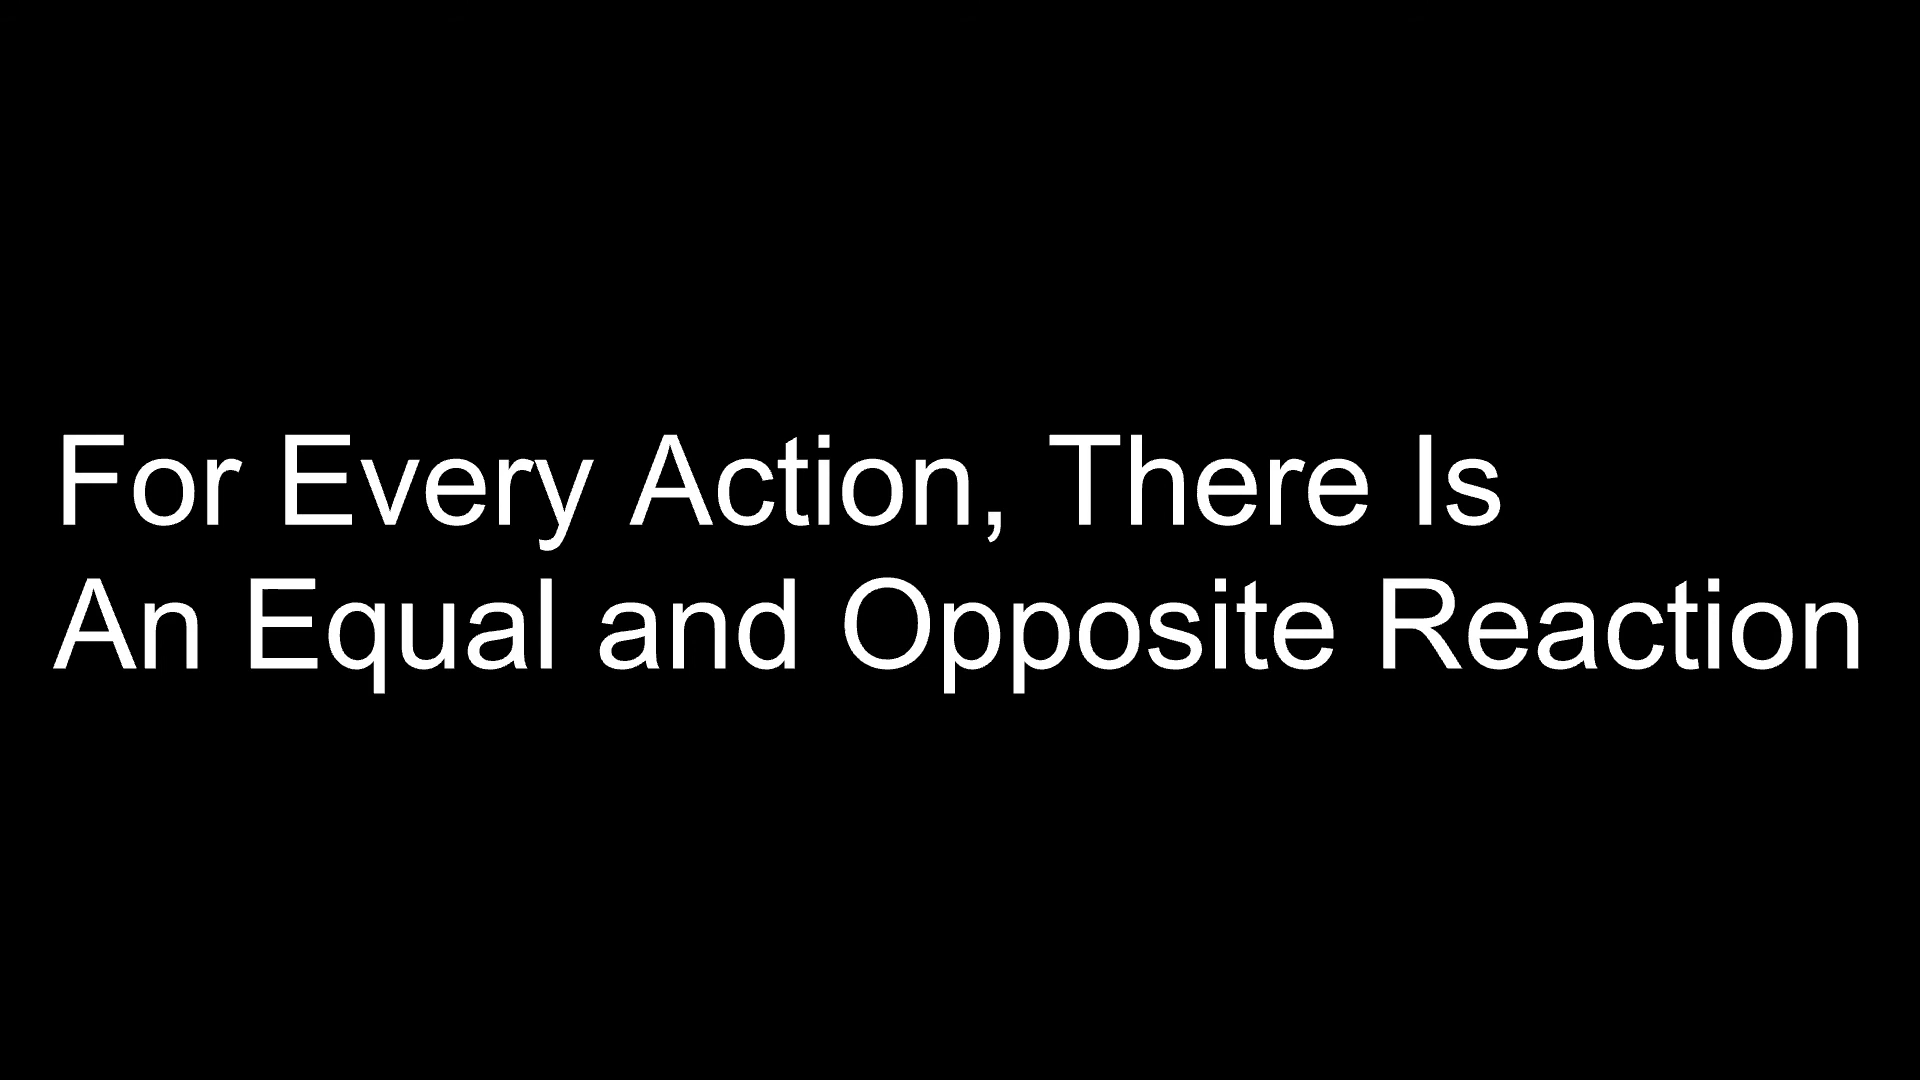 For Every Action, There Is
An Equal and Opposite Reaction